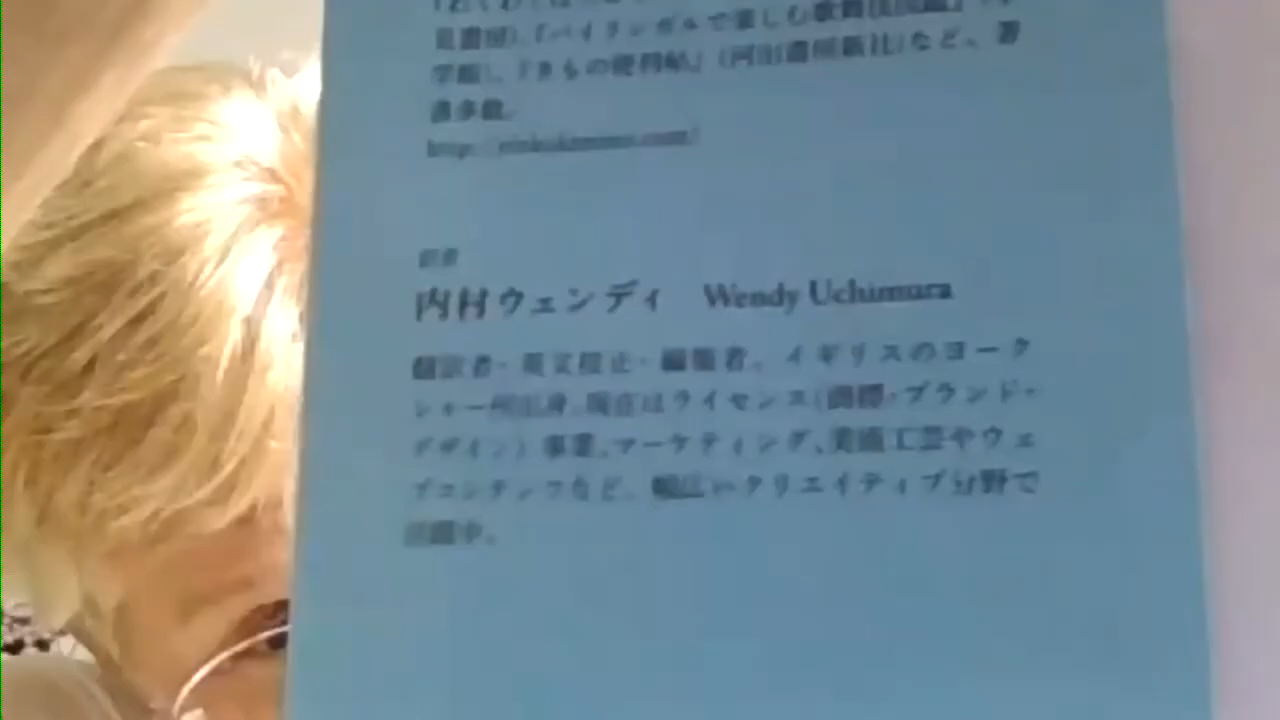 見書房)、『バイリンガルで楽しむ歌舞伎図鑑』(小
学館)、『きもの便利帖』(河出書房新社)など、著
書多数。
訳者
内村ウェンディ Wendy Uchimura
翻訳者・英文校正・編集者。イギリスのヨーク
シャー州出身。現在はライセンス(商標・ブランド・
デザイン)事業、マーケティング、美術工芸やウェ
ブコンテンツなど、幅広いクリエイティブ分野で
活躍中。